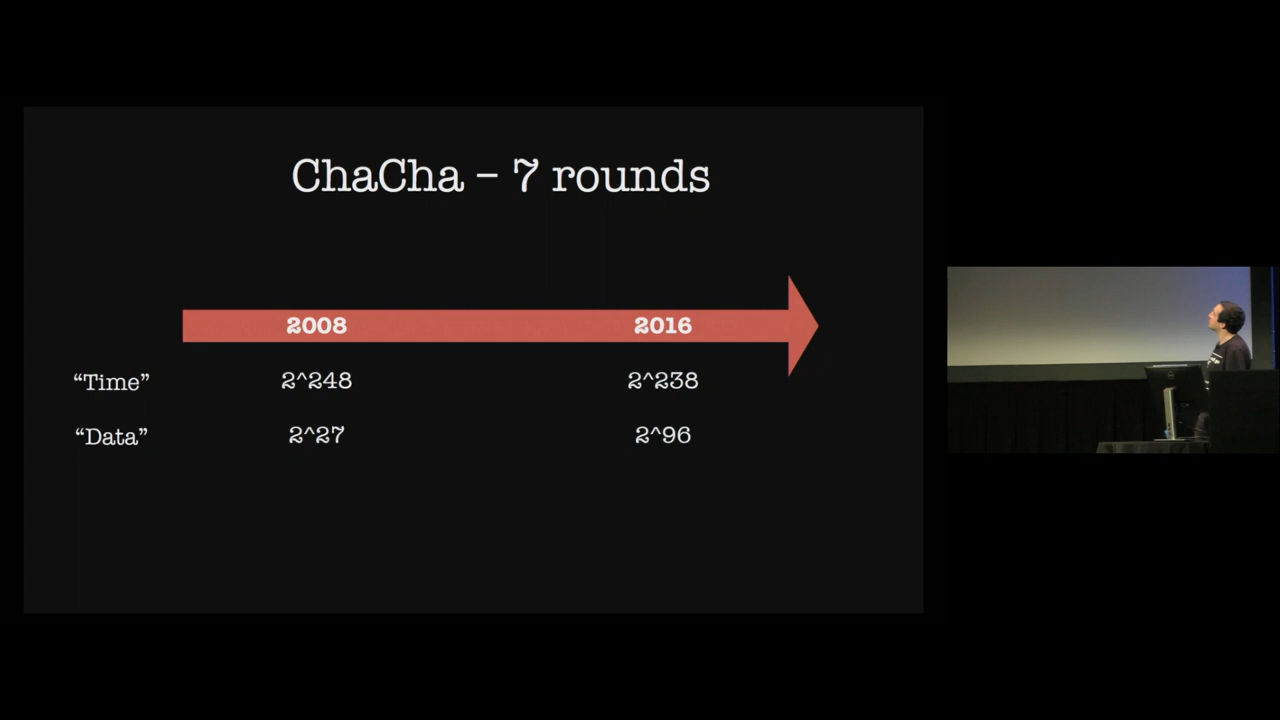 ChaCha – 7 rounds
2008 2016
“Time” 2^248 2^238
“Data” 2^27 2^96